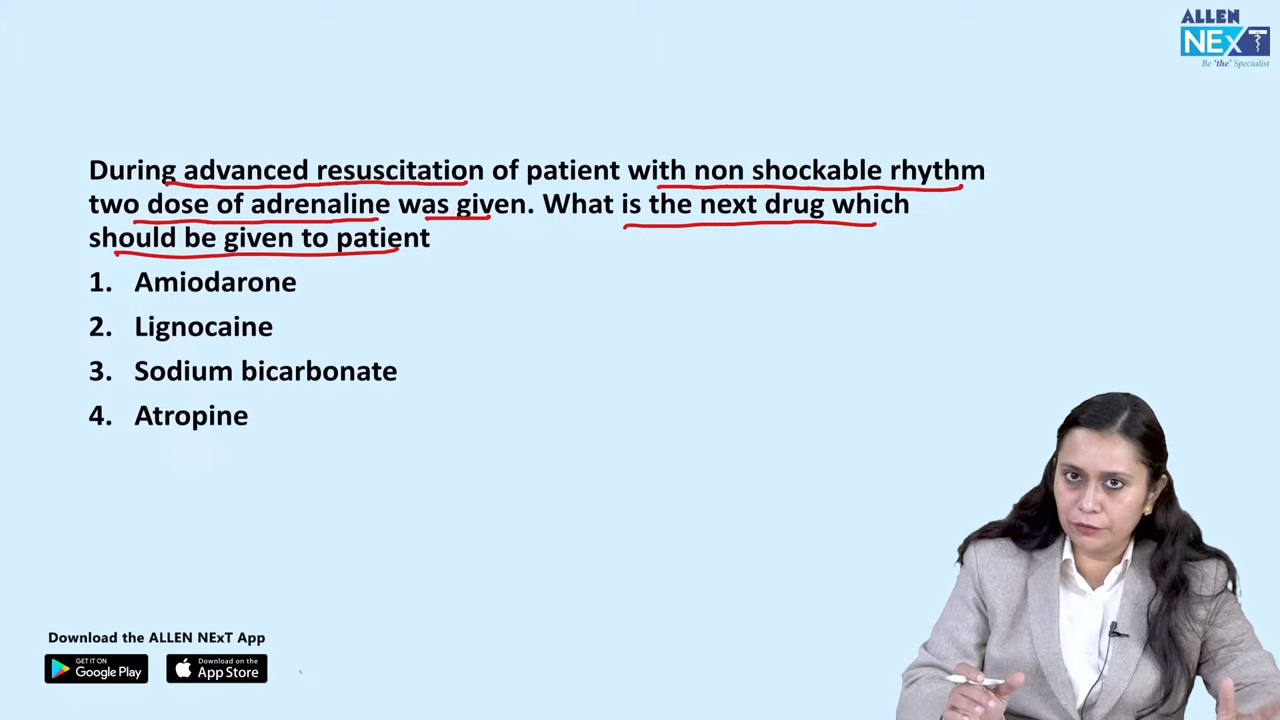 ALLEN
NExT
Be 'the' Specialist
During advanced resuscitation of patient with non shockable rhythm
two dose of adrenaline was given. What is the next drug which
should be given to patient
1. Amiodarone
2. Lignocaine
3. Sodium bicarbonate
4. Atropine
Download the ALLEN NExT App
GET IT ON
Google Play
Download on the
App Store